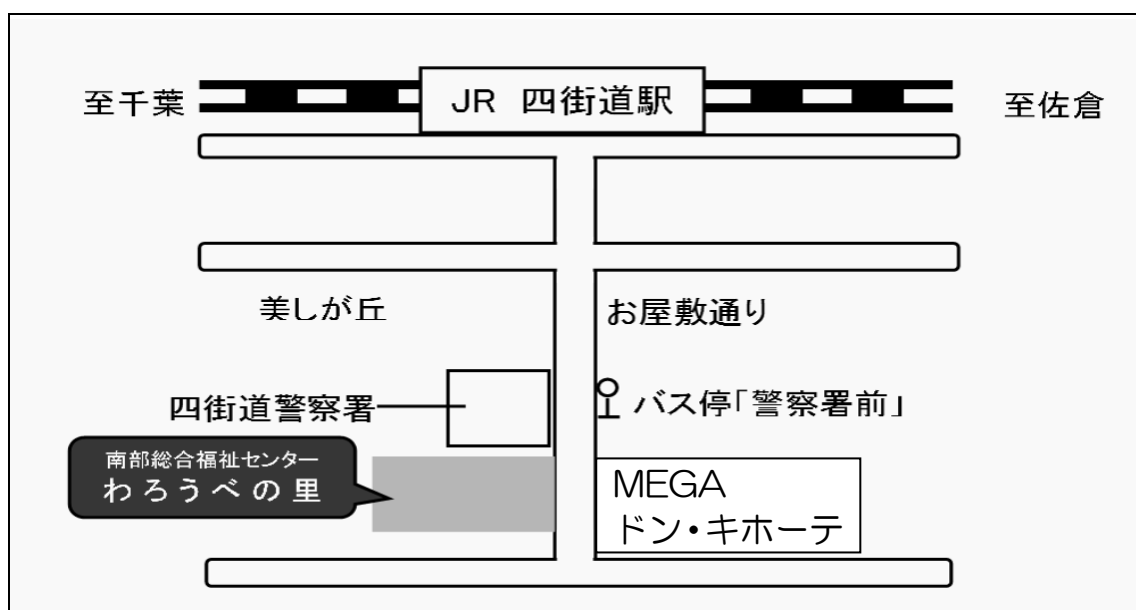 至千葉
JR 四街道駅
至佐倉
美しが丘
お屋敷通り
四街道警察署
バス停「警察署前」
南部総合福祉センター
わろうべの里
MEGA
ドン・キホーテ